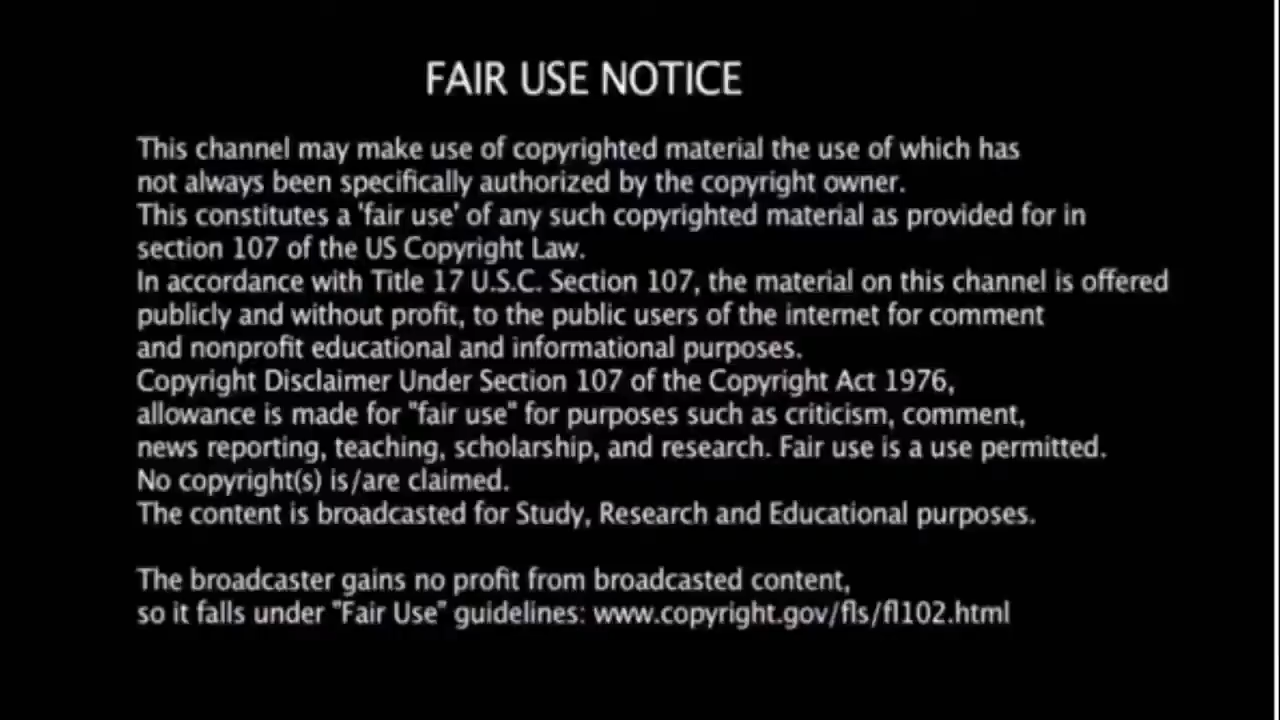 FAIR USE NOTICE
This channel may make use of copyrighted material the use of which has
not always been specifically authorized by the copyright owner.
This constitutes a 'fair use' of any such copyrighted material as provided for in
section 107 of the US Copyright Law.
In accordance with Title 17 U.S.C. Section 107, the material on this channel is offered
publicly and without profit, to the public users of the internet for comment
and nonprofit educational and informational purposes.
Copyright Disclaimer Under Section 107 of the Copyright Act 1976,
allowance is made for "fair use" for purposes such as criticism, comment,
news reporting, teaching, scholarship, and research. Fair use is a use permitted.
No copyright(s) is/are claimed.
The content is broadcasted for Study, Research and Educational purposes.
The broadcaster gains no profit from broadcasted content,
so it falls under "Fair Use" guidelines: www.copyright.gov/fls/fl102.html